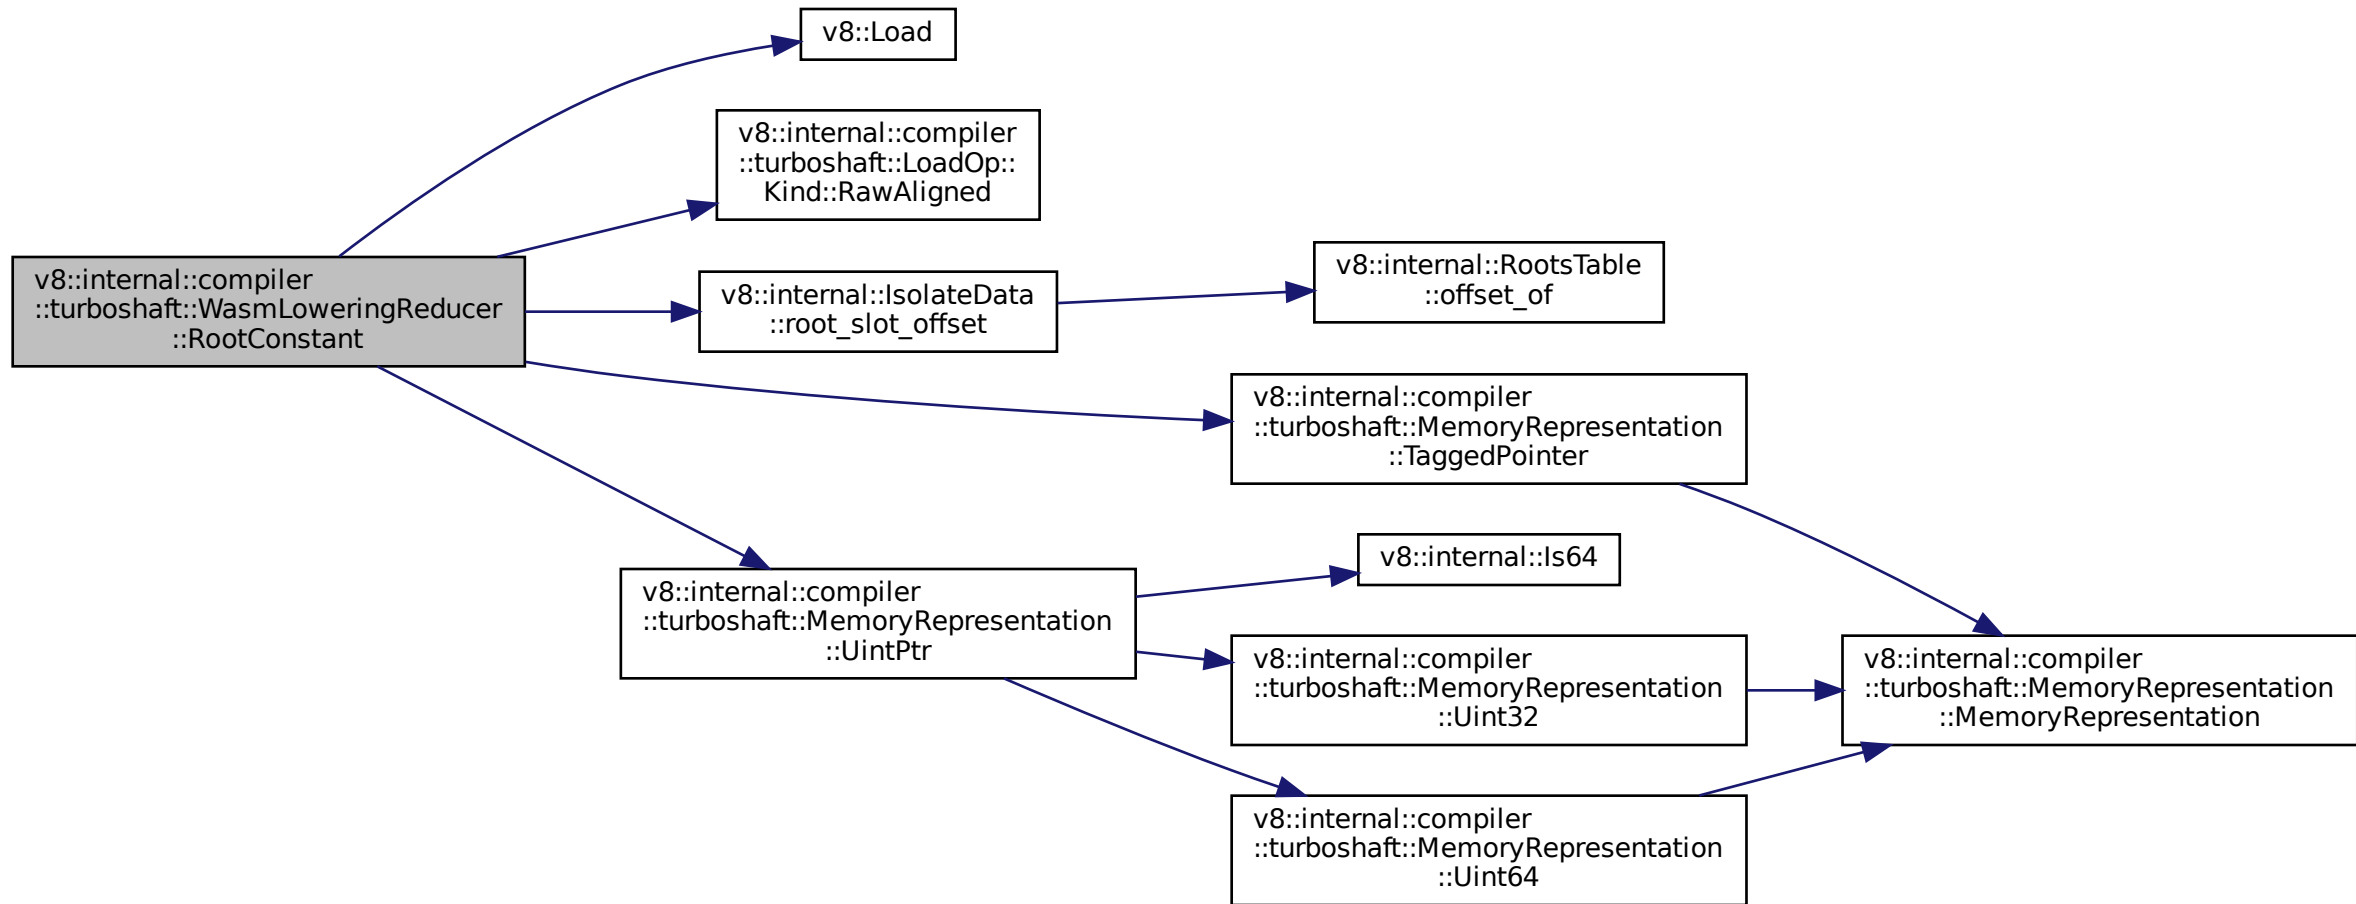 v8::Load
v8::internal::compiler
::turboshaft::LoadOp::
Kind::RawAligned
v8::internal::compiler
::turboshaft::WasmLoweringReducer
::RootConstant
v8::internal::IsolateData
::root_slot_offset
v8::internal::RootsTable
::offset_of
v8::internal::compiler
::turboshaft::MemoryRepresentation
::TaggedPointer
v8::internal::compiler
::turboshaft::MemoryRepresentation
::UintPtr
v8::internal::Is64
v8::internal::compiler
::turboshaft::MemoryRepresentation
::Uint32
v8::internal::compiler
::turboshaft::MemoryRepresentation
::MemoryRepresentation
v8::internal::compiler
::turboshaft::MemoryRepresentation
::Uint64